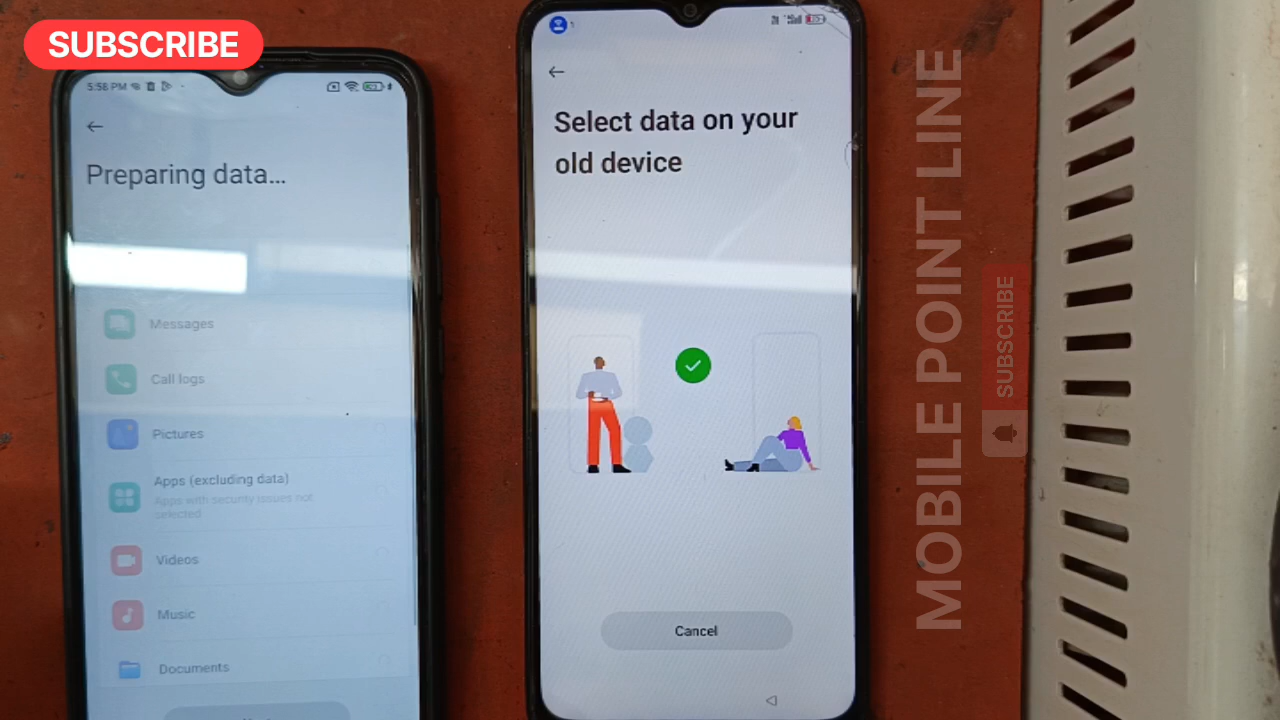 SUBSCRIBE
5:58 PM
Preparing data...
Messages
Call logs
Pictures
Apps (excluding data)
Apps with security issues not
selected
Videos
Music
Documents
Select data on your
old device
Cancel
MOBILE POINT LINE
SUBSCRIBE